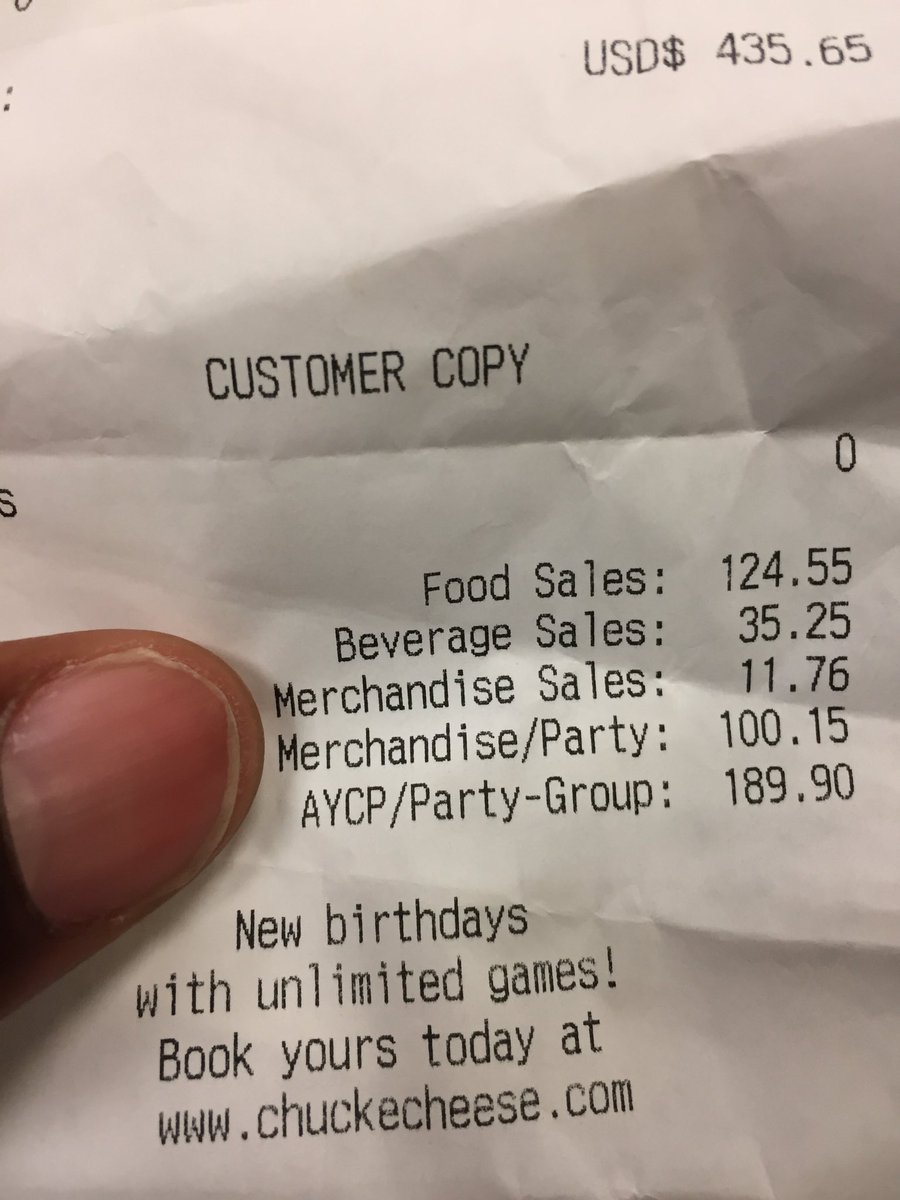 USD$ 435.65
:
CUSTOMER COPY
0
s
Food Sales: 124.55
Beverage Sales: 35.25
Merchandise Sales: 11.76
Merchandise/Party: 100.15
AYCP/Party-Group: 189.90
New birthdays
with unlimited games!
Book yours today at
www.chuckecheese.com